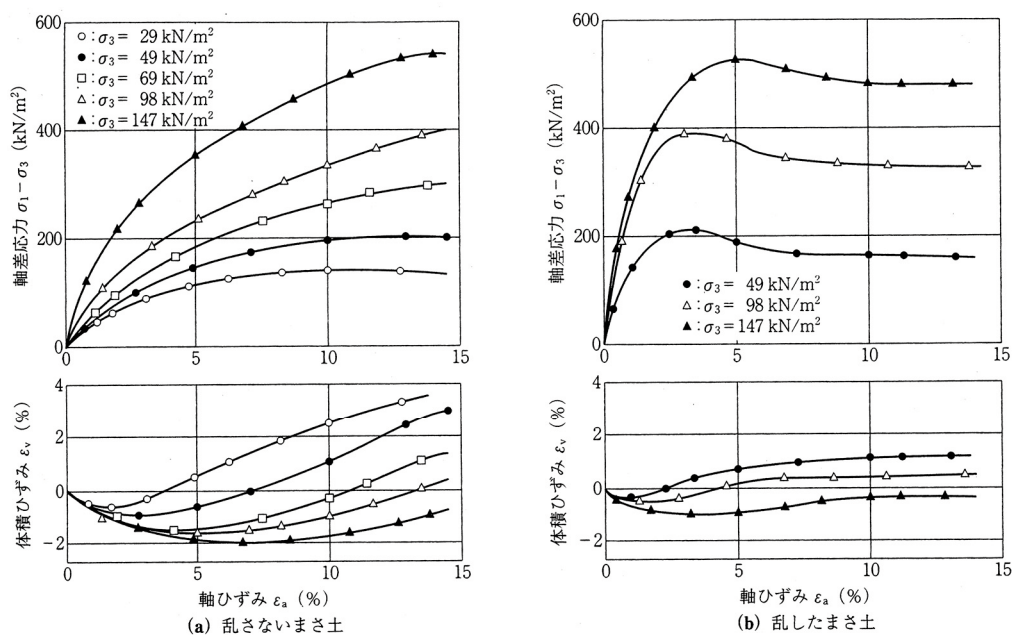 600
400
200
0
0
5
10
15
軸差応力 σ₁－σ₃ (kN/m²)
○:σ₃= 29 kN/m²
●:σ₃= 49 kN/m²
□:σ₃= 69 kN/m²
△:σ₃= 98 kN/m²
▲:σ₃=147 kN/m²
4
2
0
-2
0
5
10
15
体積ひずみ εᵥ (%)
軸ひずみ εₐ (%)
(a) 乱さないまさ土
600
400
200
0
0
5
10
15
軸差応力 σ₁－σ₃ (kN/m²)
●:σ₃= 49 kN/m²
△:σ₃= 98 kN/m²
▲:σ₃=147 kN/m²
4
2
0
-2
0
5
10
15
体積ひずみ εᵥ (%)
軸ひずみ εₐ (%)
(b) 乱したまさ土